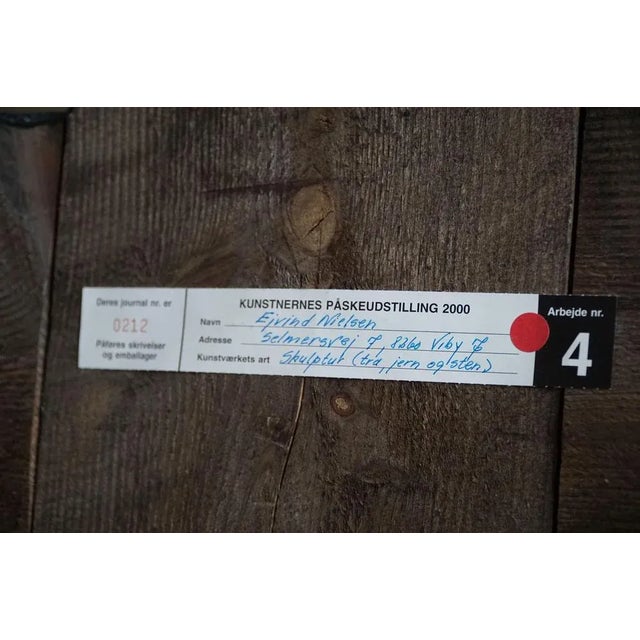 Deres journal nr. er
0212
Påføres skrivelser
og emballager
KUNSTNERNES PÅSKEUDSTILLING 2000
Navn Ejvind Nielsen
Adresse Selmersvej 7, 8260 Viby J
Kunstværkets art Skulptur (træ, jern og sten)
Arbejde nr.
4